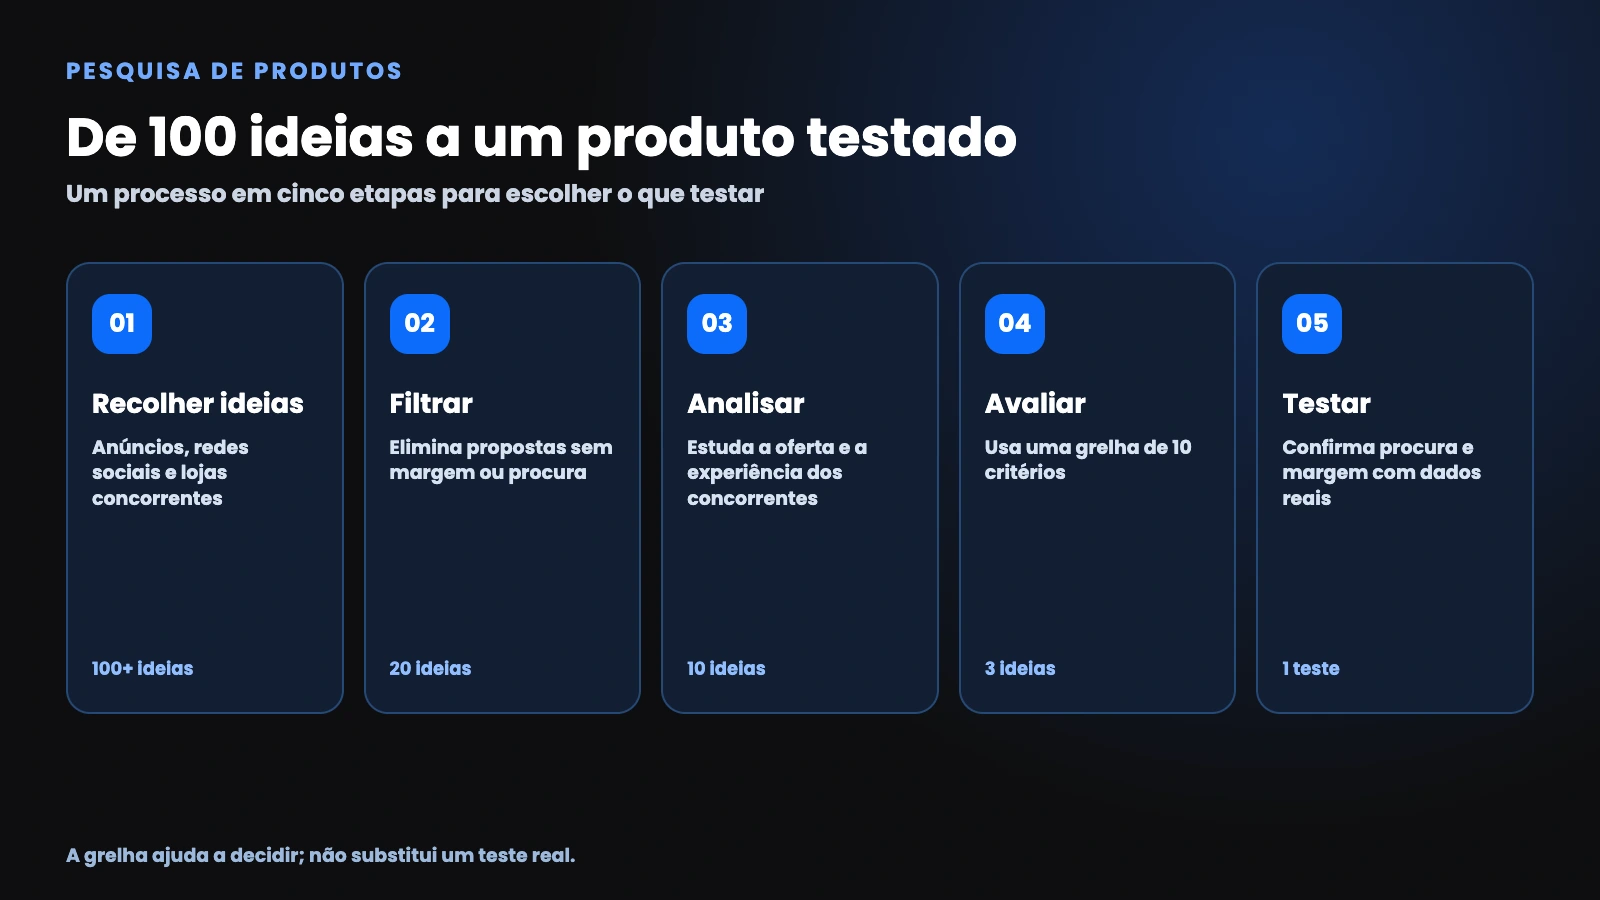 PESQUISA DE PRODUTOS
De 100 ideias a um produto testado
Um processo em cinco etapas para escolher o que testar
01
Recolher ideias
Anúncios, redes
sociais e lojas
concorrentes
100+ ideias
02
Filtrar
Elimina propostas sem
margem ou procura
20 ideias
03
Analisar
Estuda a oferta e a
experiência dos
concorrentes
10 ideias
04
Avaliar
Usa uma grelha de 10
critérios
3 ideias
05
Testar
Confirma procura e
margem com dados
reais
1 teste
A grelha ajuda a decidir; não substitui um teste real.